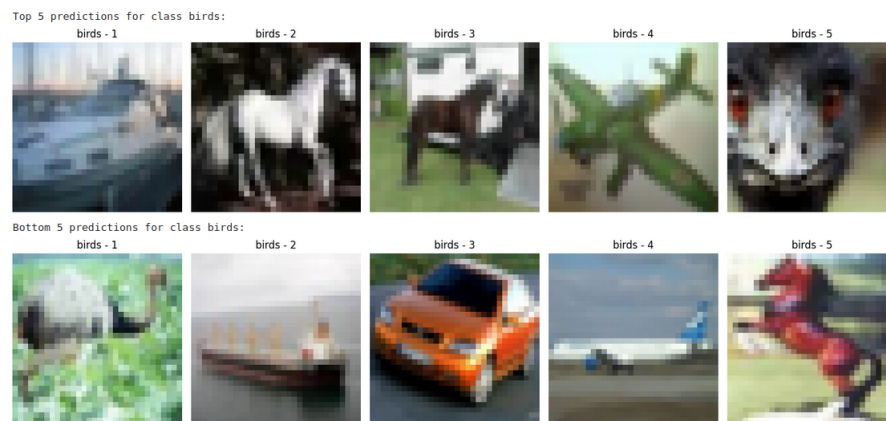 Top 5 predictions for class birds:
birds - 1 birds - 2 birds - 3 birds - 4 birds - 5
Bottom 5 predictions for class birds:
birds - 1 birds - 2 birds - 3 birds - 4 birds - 5